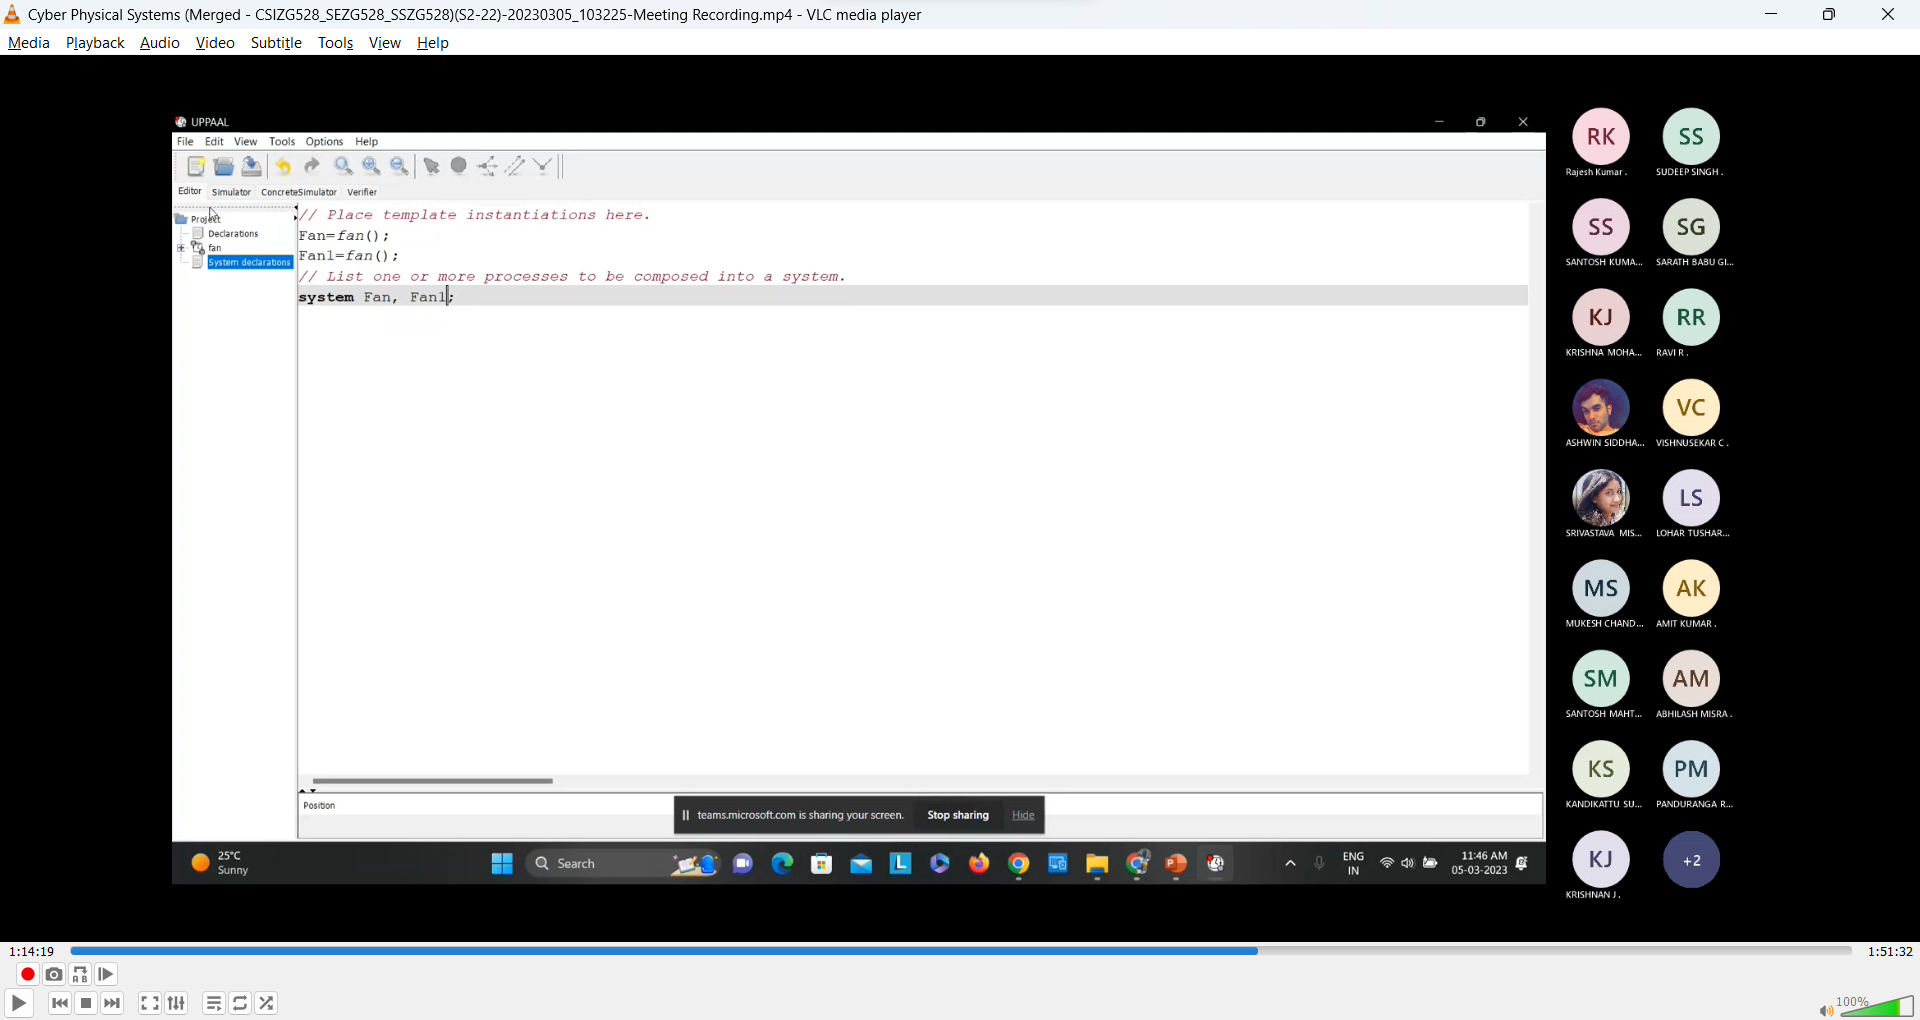 Cyber Physical Systems (Merged - CSIZG528_SEZG528_SSZG528)(S2-22)-20230305_103225-Meeting Recording.mp4 - VLC media player
Media Playback Audio Video Subtitle Tools View Help
UPPAAL
File Edit View Tools Options Help
Editor Simulator ConcreteSimulator Verifier
Project
Declarations
fan
System declarations
// Place template instantiations here.
Fan=fan();
Fan1=fan();
// List one or more processes to be composed into a system.
system Fan, Fan1;
Position
teams.microsoft.com is sharing your screen. Stop sharing Hide
25°C
Sunny
Search
L
ENG
IN
11:46 AM
05-03-2023
RK SS
Rajesh Kumar . SUDEEP SINGH .
SS SG
SANTOSH KUMA... SARATH BABU GI...
KJ RR
KRISHNA MOHA... RAVI R .
VC
ASHWIN SIDDHA... VISHNUSEKAR C .
LS
SRIVASTAVA MIS... LOHAR TUSHAR...
MS AK
MUKESH CHAND... AMIT KUMAR .
SM AM
SANTOSH MAHT... ABHILASH MISRA .
KS PM
KANDIKATTU SU... PANDURANGA R...
KJ +2
KRISHNAN J .
1:14:19 1:51:32
A B
100%